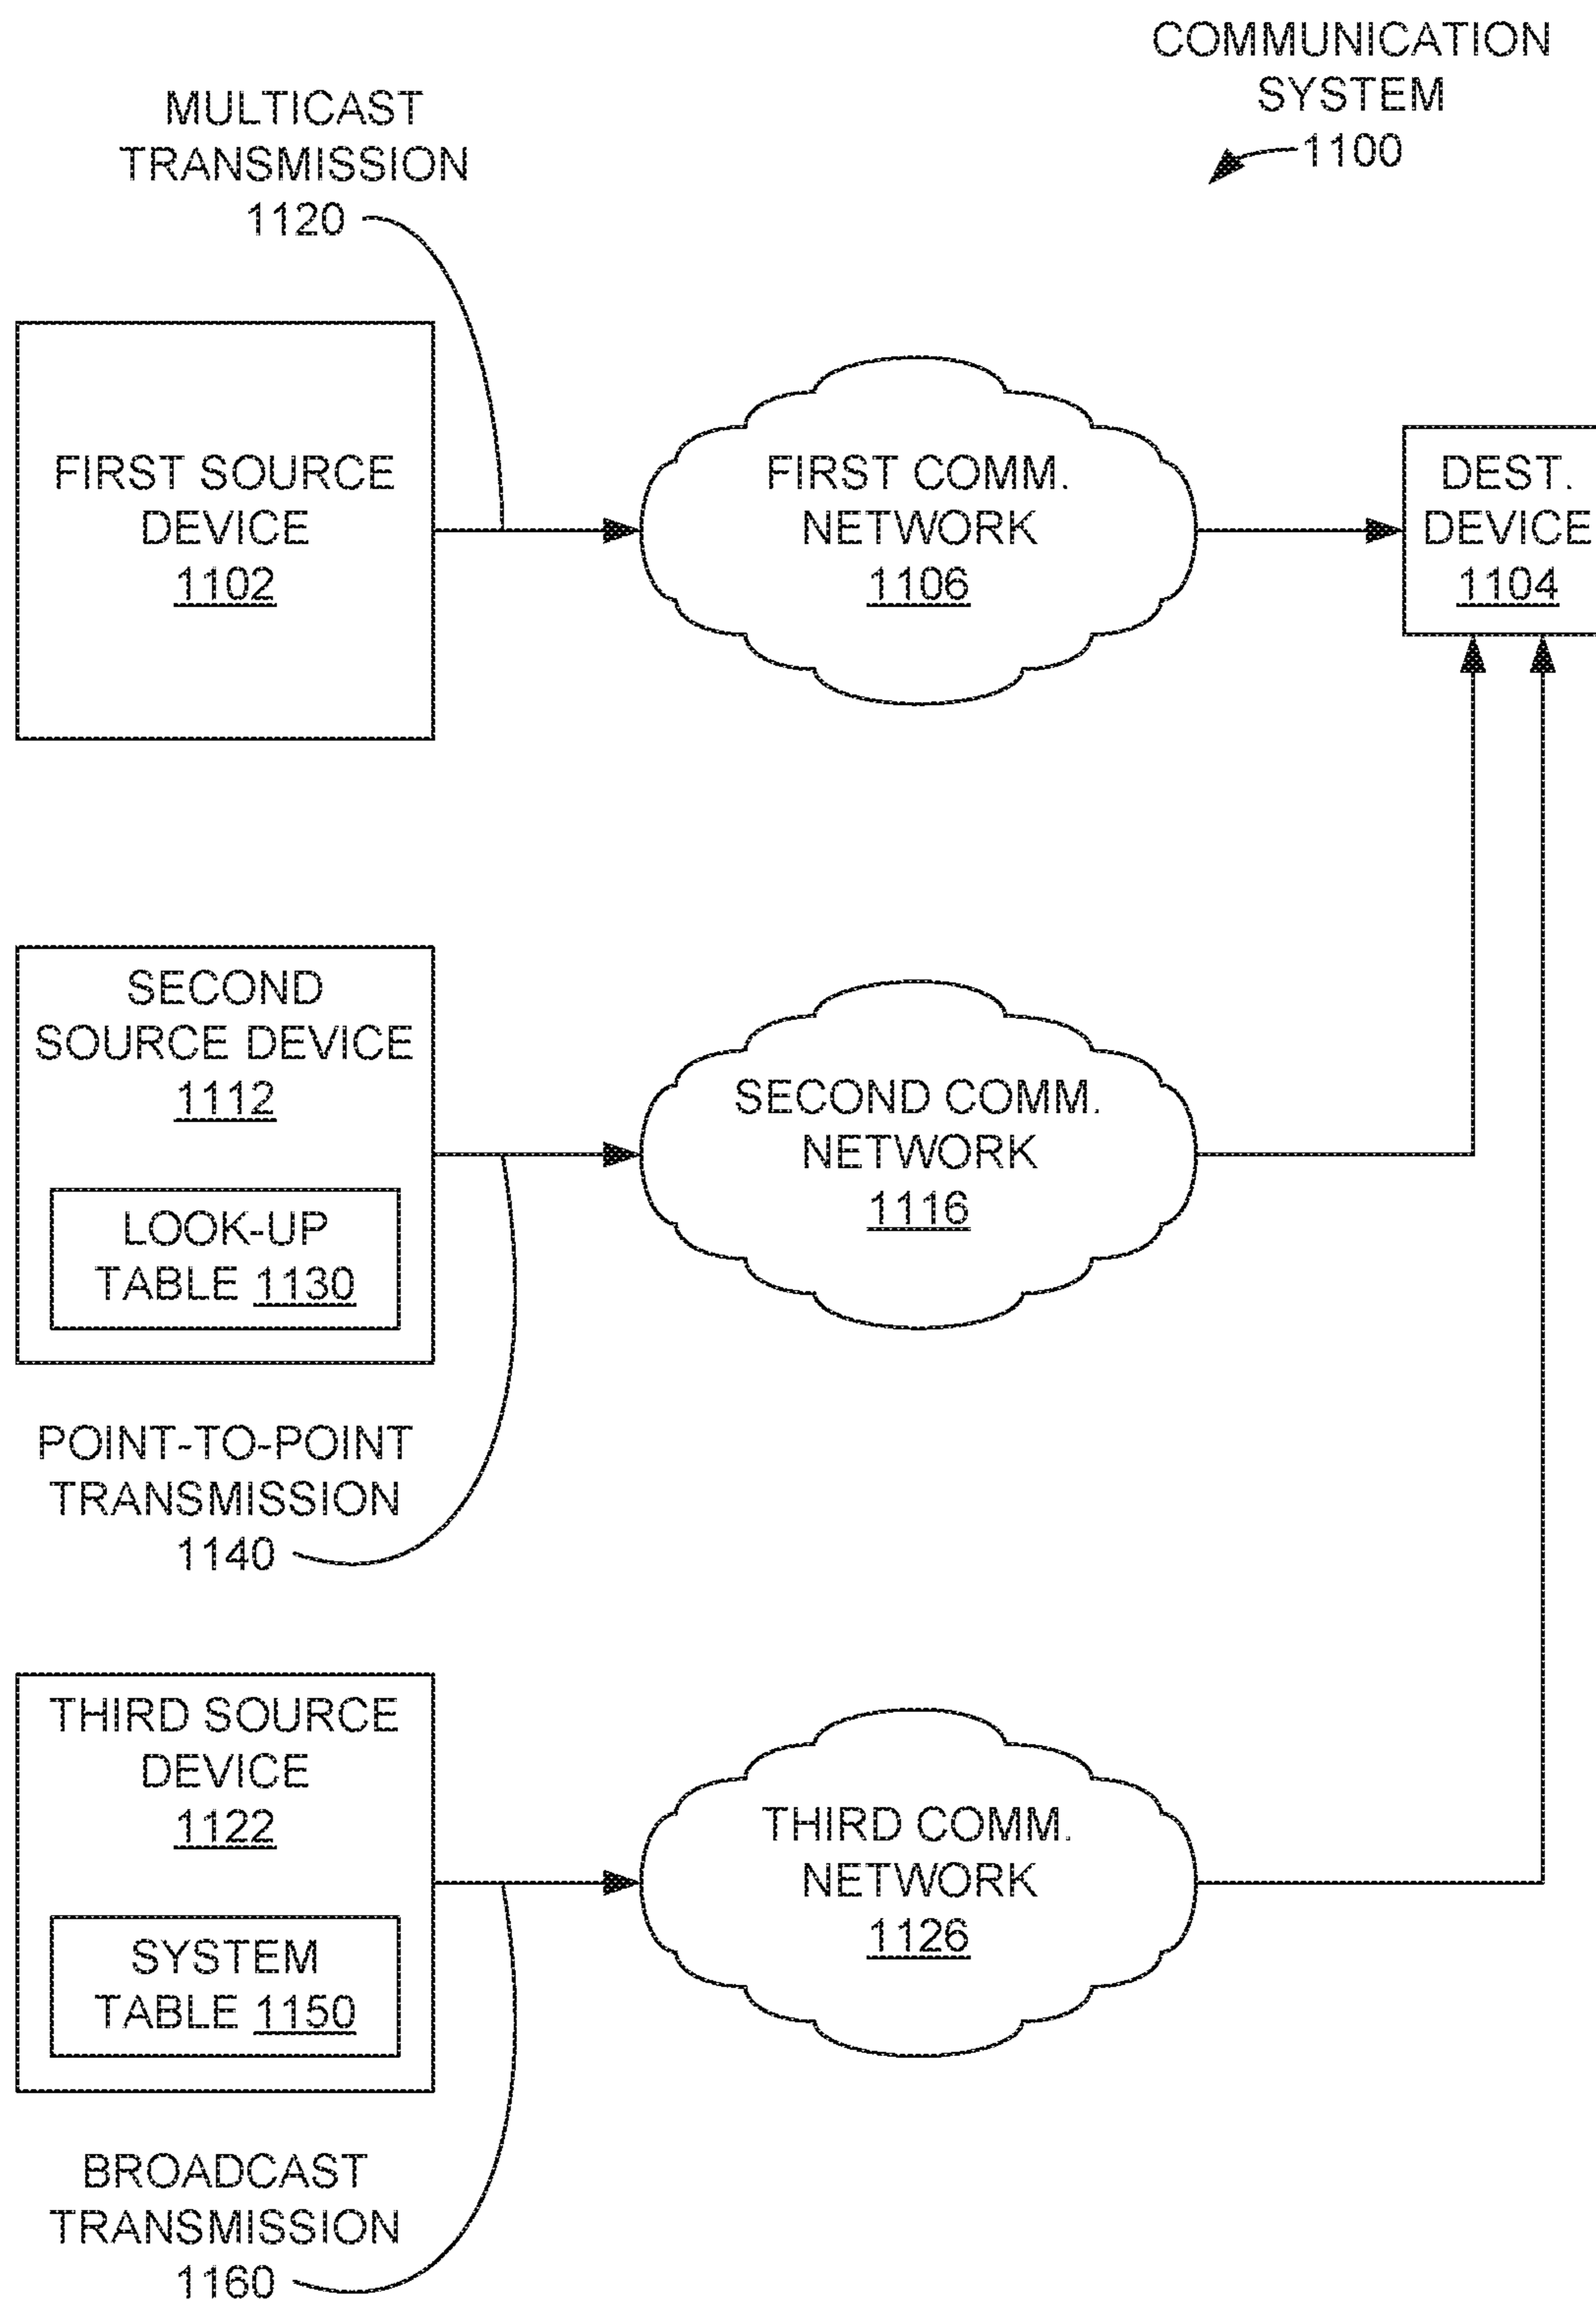 COMMUNICATION
SYSTEM
1100
MULTICAST
TRANSMISSION
1120
FIRST SOURCE
DEVICE
1102
FIRST COMM.
NETWORK
1106
DEST.
DEVICE
1104
SECOND
SOURCE DEVICE
1112
LOOK-UP
TABLE 1130
SECOND COMM.
NETWORK
1116
POINT-TO-POINT
TRANSMISSION
1140
THIRD SOURCE
DEVICE
1122
SYSTEM
TABLE 1150
THIRD COMM.
NETWORK
1126
BROADCAST
TRANSMISSION
1160